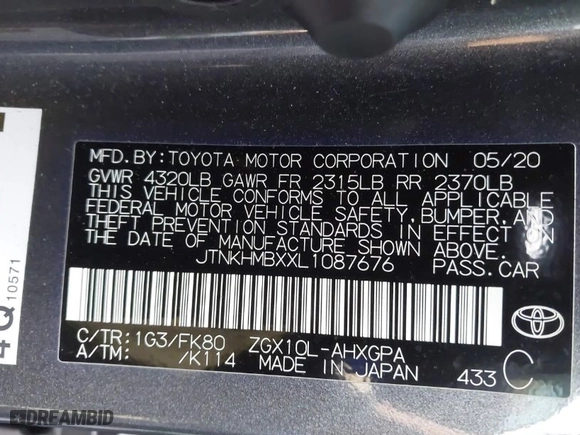 MFD.BY:TOYOTA MOTOR CORPORATION 05/20
GVWR 4320LB GAWR FR 2315LB RR 2370LB
THIS VEHICLE CONFORMS TO ALL APPLICABLE
FEDERAL MOTOR VEHICLE SAFETY,BUMPER,AND
THEFT PREVENTION STANDARDS IN EFFECT ON
THE DATE OF MANUFACTURE SHOWN ABOVE.
JTNKHMBXXL1087676 PASS.CAR
C/TR:1G3/FK80 ZGX10L-AHXGPA
A/TM: /K114 MADE IN JAPAN 433 C
TOYOTA
10571
DREAMBID